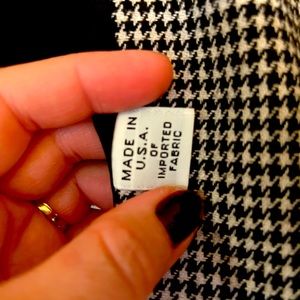 MADE IN
U.S.A.
OF
IMPORTED
FABRIC